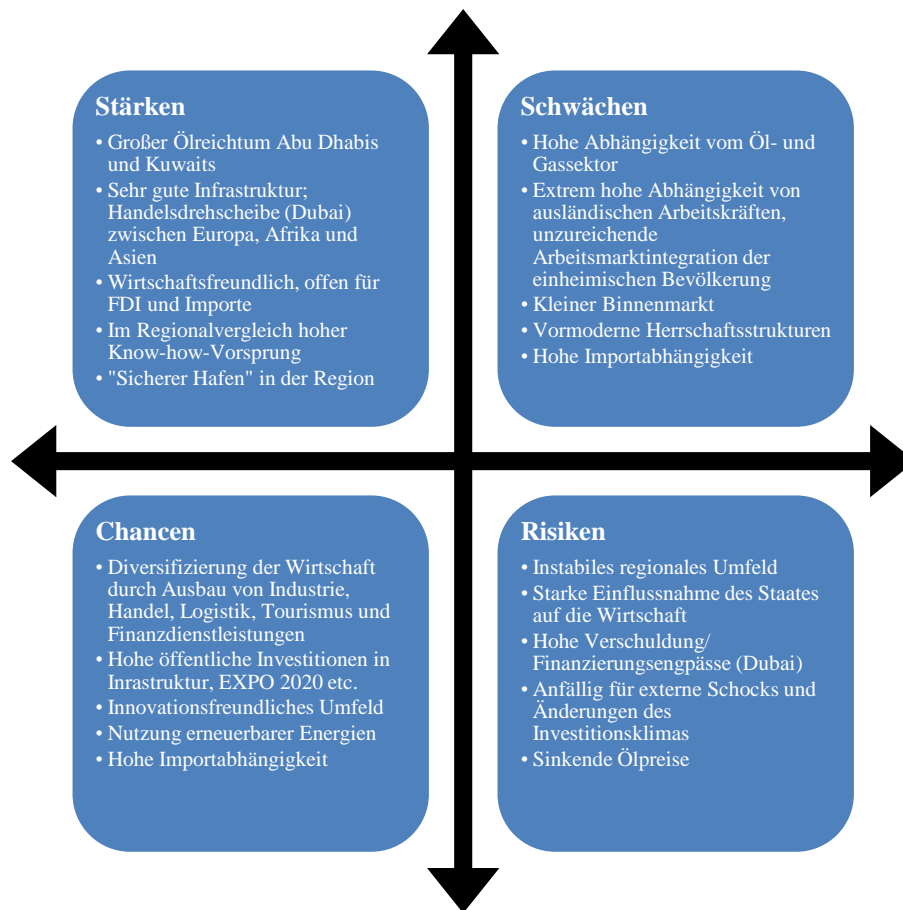 Stärken
• Großer Ölreichtum Abu Dhabis
und Kuwaits
• Sehr gute Infrastruktur;
Handelsdrehscheibe (Dubai)
zwischen Europa, Afrika und
Asien
• Wirtschaftsfreundlich, offen für
FDI und Importe
• Im Regionalvergleich hoher
Know-how-Vorsprung
• "Sicherer Hafen" in der Region
Schwächen
• Hohe Abhängigkeit vom Öl- und
Gassektor
• Extrem hohe Abhängigkeit von
ausländischen Arbeitskräften,
unzureichende
Arbeitsmarktintegration der
einheimischen Bevölkerung
• Kleiner Binnenmarkt
• Vormoderne Herrschaftsstrukturen
• Hohe Importabhängigkeit
Chancen
• Diversifizierung der Wirtschaft
durch Ausbau von Industrie,
Handel, Logistik, Tourismus und
Finanzdienstleistungen
• Hohe öffentliche Investitionen in
Inrastruktur, EXPO 2020 etc.
• Innovationsfreundliches Umfeld
• Nutzung erneuerbarer Energien
• Hohe Importabhängigkeit
Risiken
• Instabiles regionales Umfeld
• Starke Einflussnahme des Staates
auf die Wirtschaft
• Hohe Verschuldung/
Finanzierungsengpässe (Dubai)
• Anfällig für externe Schocks und
Änderungen des
Investitionsklimas
• Sinkende Ölpreise